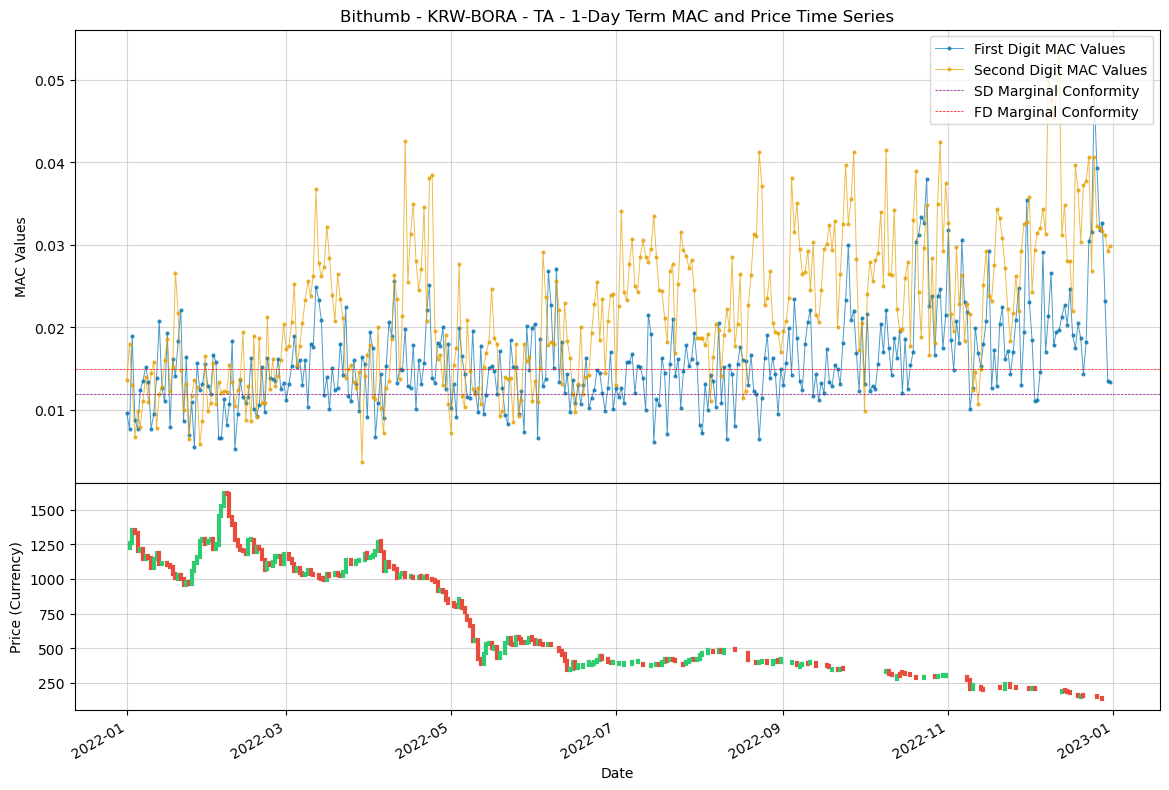 Bithumb - KRW-BORA - TA - 1-Day Term MAC and Price Time Series
First Digit MAC Values
Second Digit MAC Values
SD Marginal Conformity
FD Marginal Conformity
MAC Values
0.05
0.04
0.03
0.02
0.01
Price (Currency)
1500
1250
1000
750
500
250
2022-01
2022-03
2022-05
2022-07
2022-09
2022-11
2023-01
Date